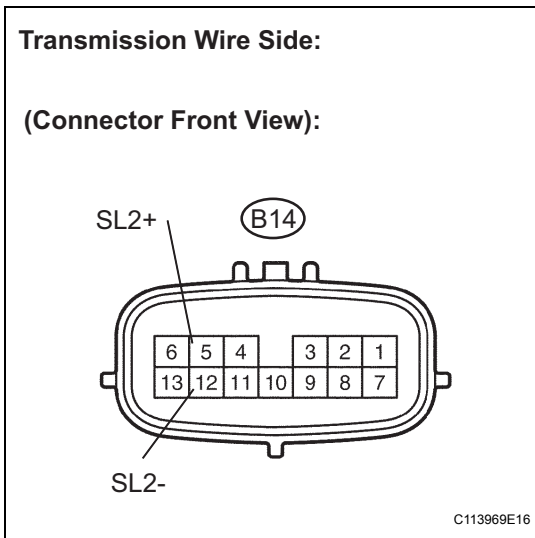 Transmission Wire Side:
(Connector Front View):
SL2+
B14
6 5 4 3 2 1
13 12 11 10 9 8 7
SL2-
C113969E16